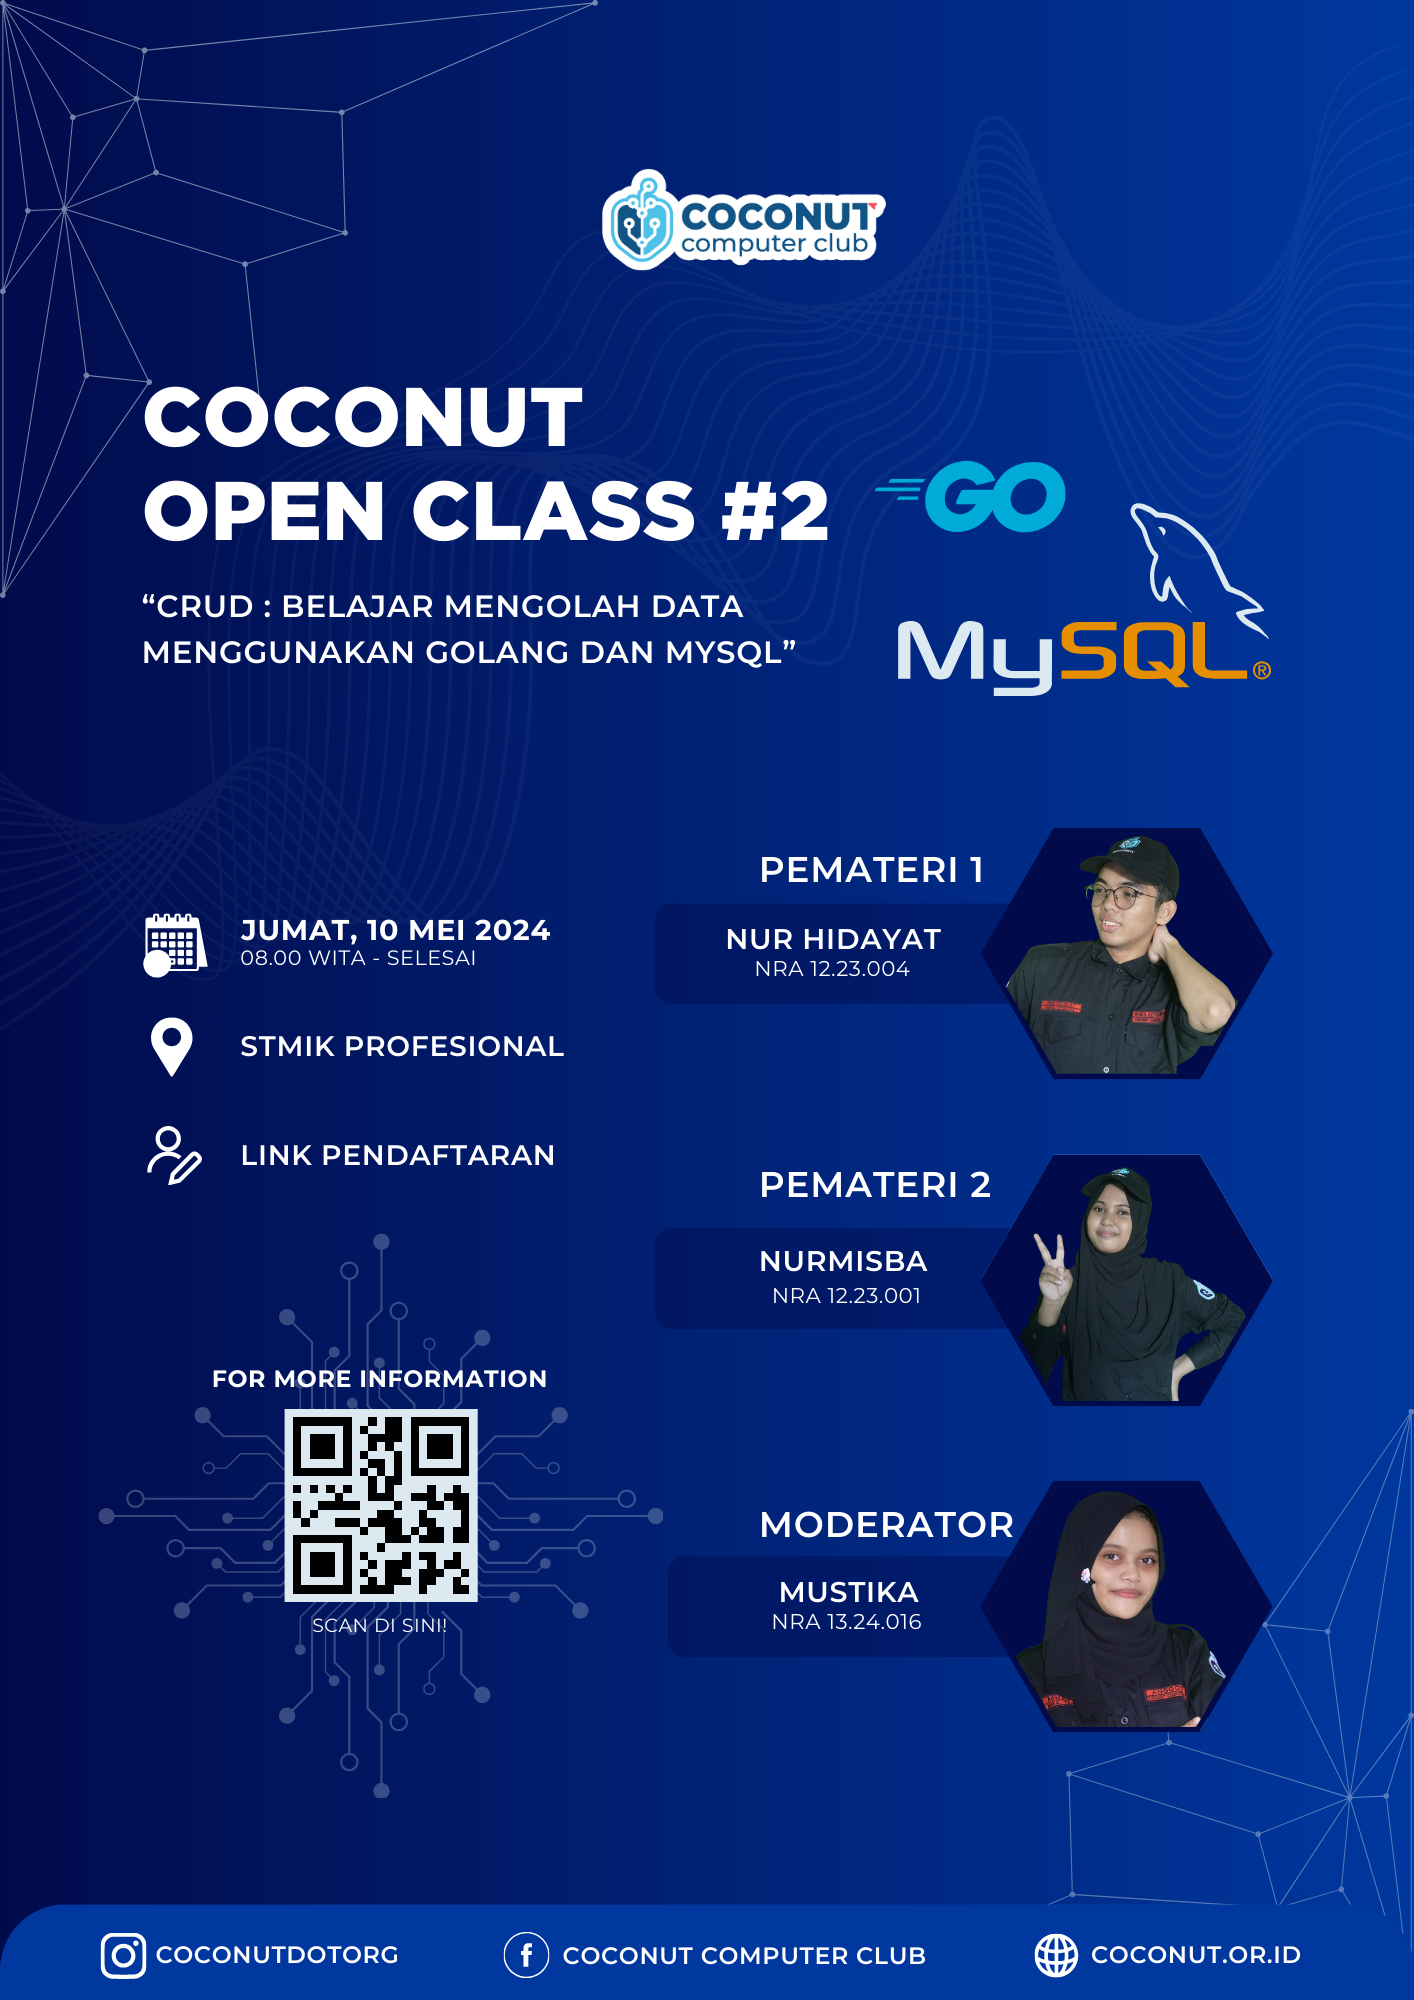 COCONUT
computer club
COCONUT
OPEN CLASS #2
“CRUD : BELAJAR MENGOLAH DATA
MENGGUNAKAN GOLANG DAN MYSQL”
GO
MySQL®
JUMAT, 10 MEI 2024
08.00 WITA - SELESAI
STMIK PROFESIONAL
LINK PENDAFTARAN
FOR MORE INFORMATION
SCAN DI SINI!
PEMATERI 1
NUR HIDAYAT
NRA 12.23.004
PEMATERI 2
NURMISBA
NRA 12.23.001
MODERATOR
MUSTIKA
NRA 13.24.016
COCONUTDOTORG
COCONUT COMPUTER CLUB
COCONUT.OR.ID